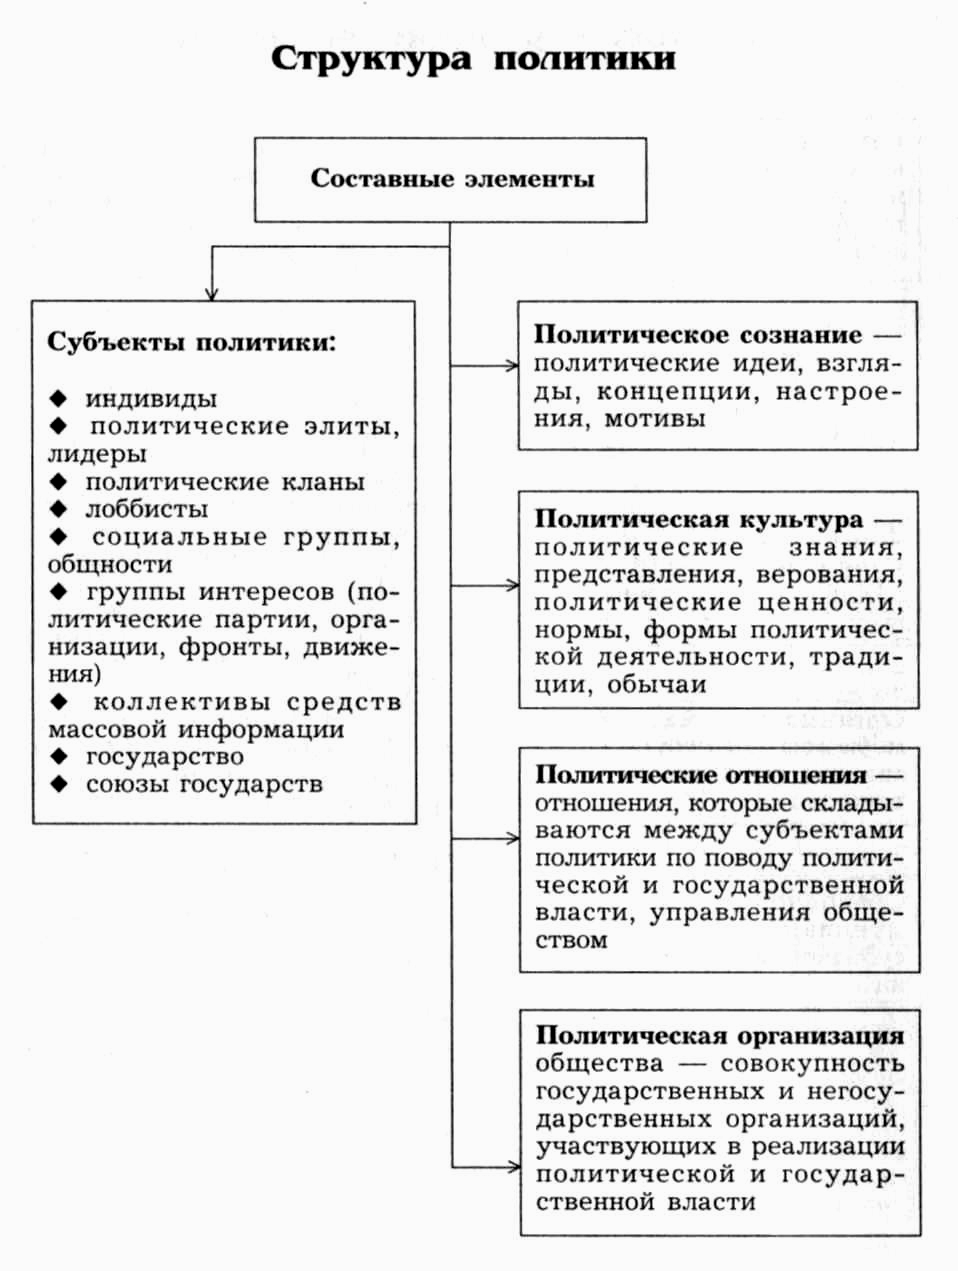 Структура политики
Составные элементы
Субъекты политики:
◆ индивиды
◆ политические элиты,
лидеры
◆ политические кланы
◆ лоббисты
◆ социальные группы,
общности
◆ группы интересов (по-
литические партии, орга-
низации, фронты, движе-
ния)
◆ коллективы средств
массовой информации
◆ государство
◆ союзы государств
Политическое сознание —
политические идеи, взгля-
ды, концепции, настрое-
ния, мотивы
Политическая культура —
политические знания,
представления, верования,
политические ценности,
нормы, формы политичес-
кой деятельности, тради-
ции, обычаи
Политические отношения —
отношения, которые склады-
ваются между субъектами
политики по поводу полити-
ческой и государственной
власти, управления обще-
ством
Политическая организация
общества — совокупность
государственных и негосу-
дарственных организаций,
участвующих в реализации
политической и государ-
ственной власти